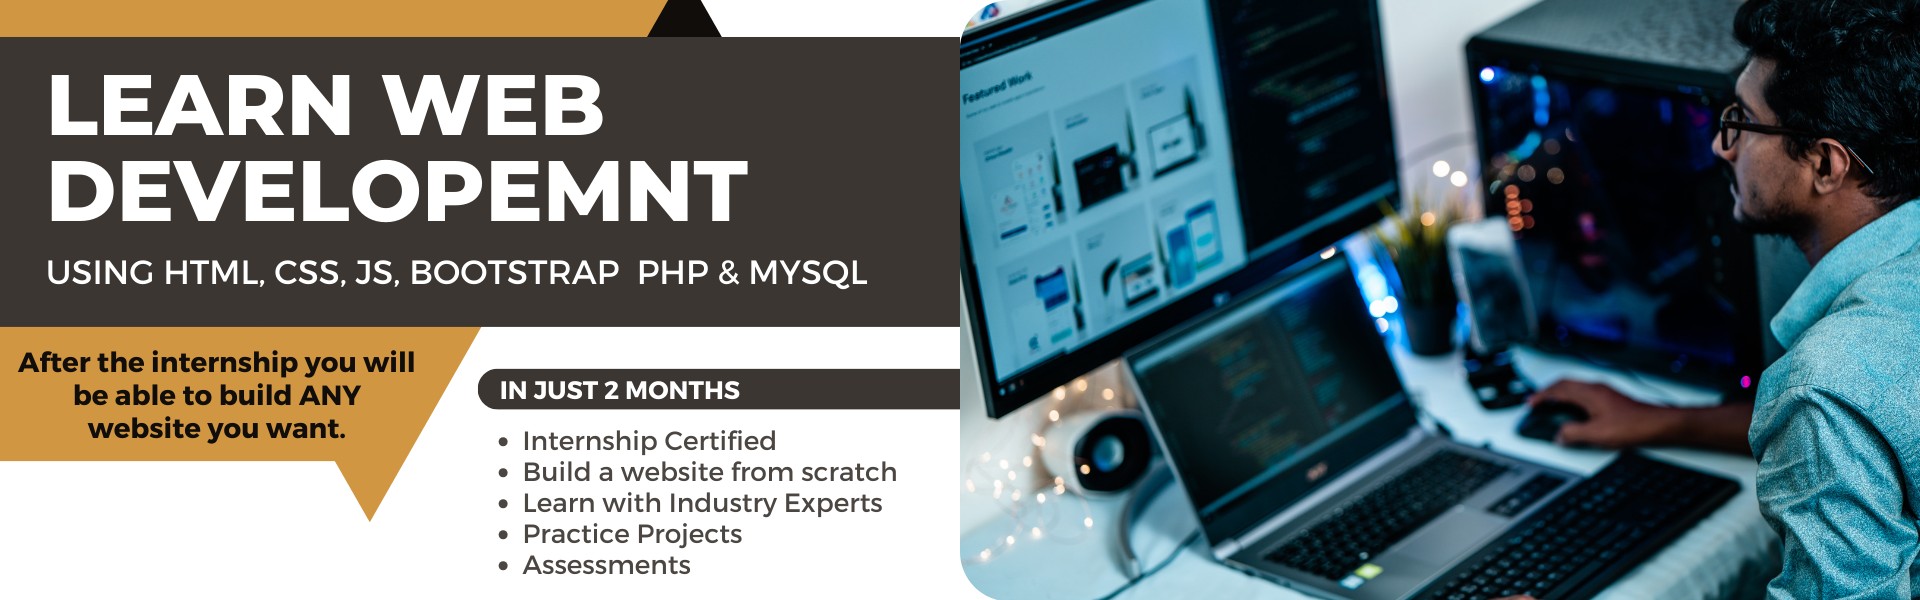 LEARN WEB
DEVELOPEMNT
USING HTML, CSS, JS, BOOTSTRAP PHP & MYSQL
After the internship you will
be able to build ANY
website you want.
IN JUST 2 MONTHS
• Internship Certified
• Build a website from scratch
• Learn with Industry Experts
• Practice Projects
• Assessments
Featured Work